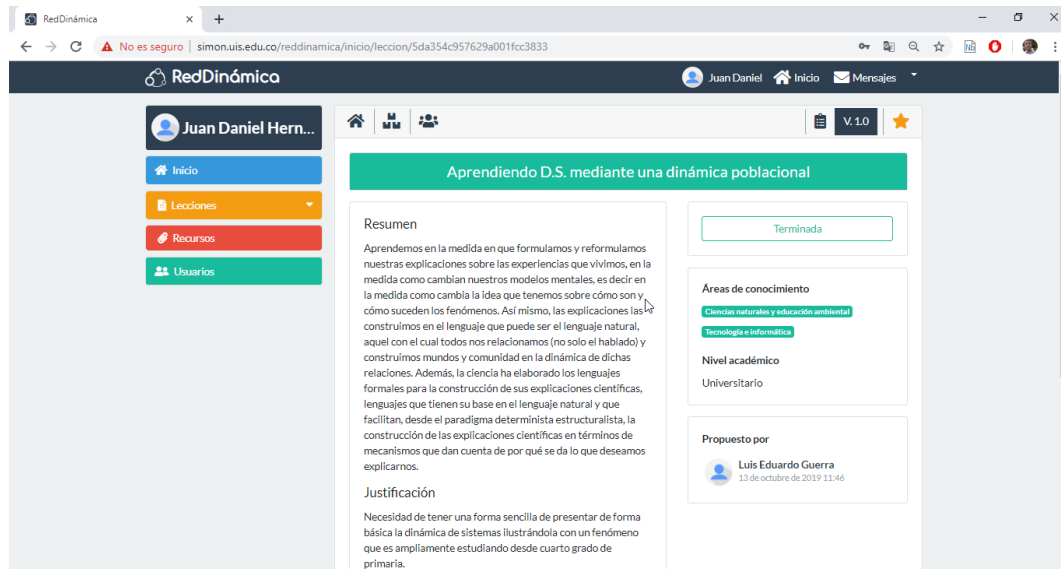 RedDinámica
No es seguro | simon.uis.edu.co/reddinamica/inicio/leccion/5da354c957629a001fcc3833
RedDinámica
Juan Daniel Inicio Mensajes
Juan Daniel Hern...
V. 1.0
Inicio
Lecciones
Recursos
Usuarios
Aprendiendo D.S. mediante una dinámica poblacional
Resumen
Aprendemos en la medida en que formulamos y reformulamos
nuestras explicaciones sobre las experiencias que vivimos, en la
medida como cambian nuestros modelos mentales, es decir en
la medida como cambia la idea que tenemos sobre cómo son y
cómo suceden los fenómenos. Así mismo, las explicaciones las
construimos en el lenguaje que puede ser el lenguaje natural,
aquel con el cual todos nos relacionamos (no solo el hablado) y
construimos mundos y comunidad en la dinámica de dichas
relaciones. Además, la ciencia ha elaborado los lenguajes
formales para la construcción de sus explicaciones científicas,
lenguajes que tienen su base en el lenguaje natural y que
facilitan, desde el paradigma determinista estructuralista, la
construcción de las explicaciones científicas en términos de
mecanismos que dan cuenta de por qué se da lo que deseamos
explicarnos.
Justificación
Necesidad de tener una forma sencilla de presentar de forma
básica la dinámica de sistemas ilustrándola con un fenómeno
que es ampliamente estudiando desde cuarto grado de
primaria.
Terminada
Áreas de conocimiento
Ciencias naturales y educación ambiental
Tecnología e informática
Nivel académico
Universitario
Propuesto por
Luis Eduardo Guerra
13 de octubre de 2019 11:46